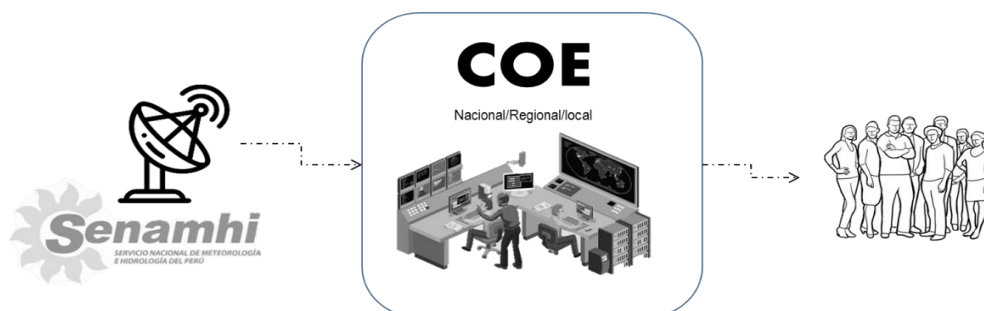 COE
Nacional/Regional/local
Senamhi
SERVICIO NACIONAL DE METEOROLOGÍA
E HIDROLOGÍA DEL PERÚ